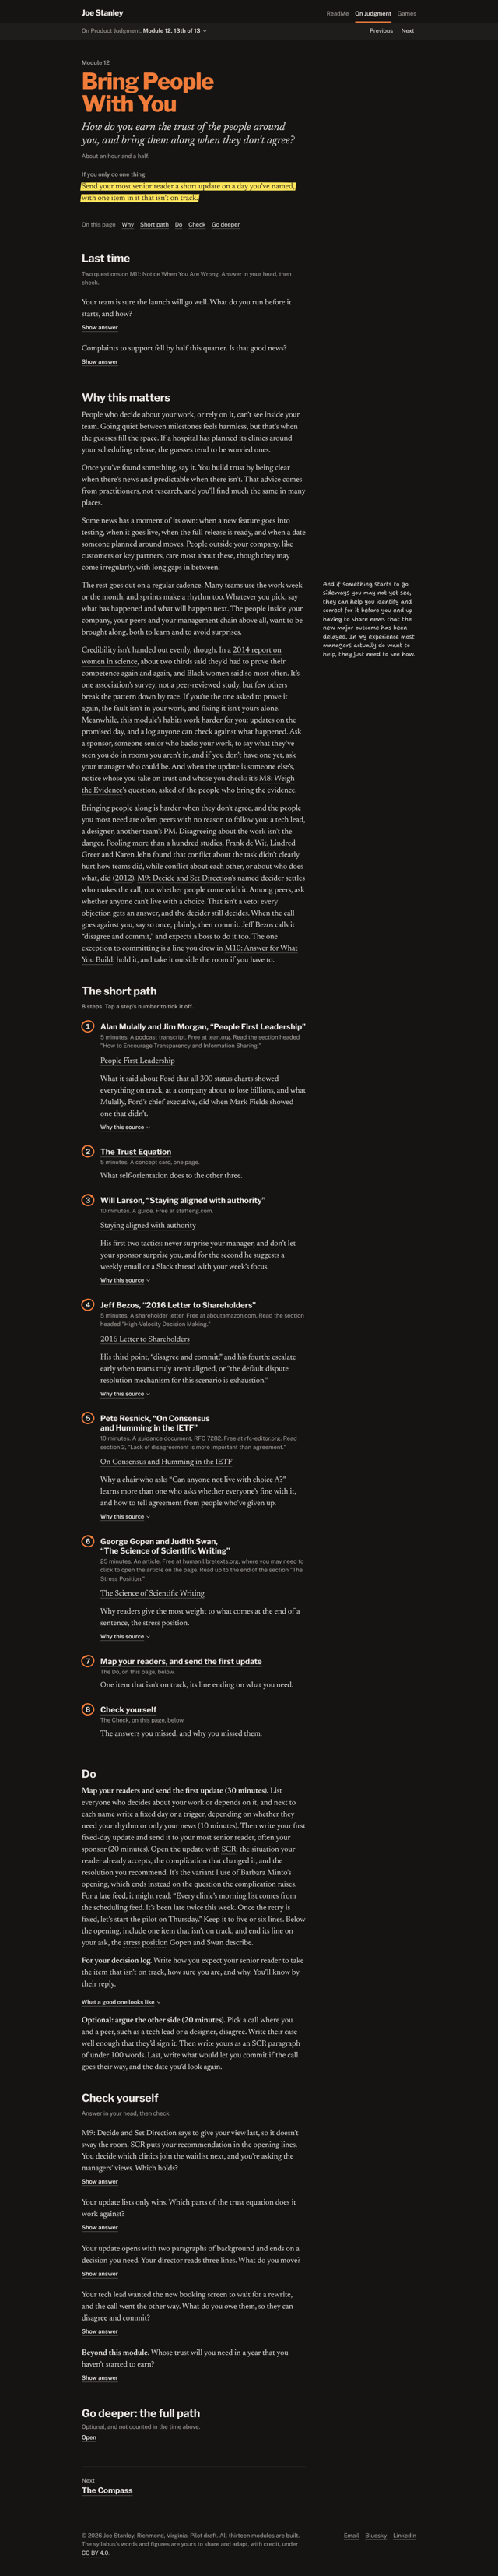 Joe Stanley
ReadMe On Judgment Games
On Product Judgment, Module 12, 13th of 13
Previous Next
Module 12
Bring People
With You
How do you earn the trust of the people around
you, and bring them along when they don't agree?
About an hour and a half.
If you only do one thing
Send your most senior reader a short update on a day you've named,
with one item in it that isn't on track.
On this page Why Short path Do Check Go deeper
Last time
Two questions on M11: Notice When You Are Wrong. Answer in your head, then
check.
Your team is sure the launch will go well. What do you run before it
starts, and how?
Show answer
Complaints to support fell by half this quarter. Is that good news?
Show answer
Why this matters
People who decide about your work, or rely on it, can't see inside your
team. Going quiet between milestones feels harmless, but that's when
the guesses fill the space. If a hospital has planned its clinics around
your scheduling release, the guesses tend to be worried ones.
Once you've found something, say it. You build trust by being clear
when there's news and predictable when there isn't. That advice comes
from practitioners, not research, and you'll find much the same in many
places.
Some news has a moment of its own: when a new feature goes into
testing, when it goes live, when the full release is ready, and when a date
someone planned around moves. People outside your company, like
customers or key partners, care most about these, though they may
come irregularly, with long gaps between.
The rest goes out on a regular cadence. Many teams use the work week
or the month, and sprints make a rhythm too. Whatever you pick, say
what has happened and what will happen next. The people inside your
company, your peers and your management chain above all, want to be
brought along, both to learn and to avoid surprises.
And if something starts to go
sideways you may not yet see,
they can help you identify and
correct for it before you end up
having to share news that the
new major outcome has been
delayed. In my experience most
managers actually do want to
help, they just need to see how.
Credibility isn't handed out evenly, though. In a 2014 report on
women in science, about two thirds said they'd had to prove their
competence again and again, and Black women said so most often. It's
one association's survey, not a peer-reviewed study, but few others
break the pattern down by race. If you're the one asked to prove it
again, the fault isn't in your work, and fixing it isn't yours alone.
Meanwhile, this module's habits work harder for you: updates on the
promised day, and a log anyone can check against what happened. Ask
a sponsor, someone senior who backs your work, to say what they've
seen you do in rooms you aren't in, and if you don't have one yet, ask
your manager who could be. And when the update is someone else's,
notice whose you take on trust and whose you check: it's M8: Weigh
the Evidence's question, asked of the people who bring the evidence.
Bringing people along is harder when they don't agree, and the people
you most need are often peers with no reason to follow you: a tech lead,
a designer, another team's PM. Disagreeing about the work isn't the
danger. Pooling more than a hundred studies, Frank de Wit, Lindred
Greer and Karen Jehn found that conflict about the task didn't clearly
hurt how teams did, while conflict about each other, or about who does
what, did (2012). M9: Decide and Set Direction's named decider settles
who makes the call, not whether people come with it. Among peers, ask
whether anyone can't live with a choice. That isn't a veto: every
objection gets an answer, and the decider still decides. When the call
goes against you, say so once, plainly, then commit. Jeff Bezos calls it
"disagree and commit," and expects a boss to do it too. The one
exception to committing is a line you drew in M10: Answer for What
You Build: hold it, and take it outside the room if you have to.
The short path
8 steps. Tap a step's number to tick it off.
1 Alan Mulally and Jim Morgan, "People First Leadership"
5 minutes. A podcast transcript. Free at lean.org. Read the section headed
"How to Encourage Transparency and Information Sharing."
People First Leadership
What it said about Ford that all 300 status charts showed
everything on track, at a company about to lose billions, and what
Mulally, Ford's chief executive, did when Mark Fields showed
one that didn't.
Why this source
2 The Trust Equation
5 minutes. A concept card, one page.
What self-orientation does to the other three.
3 Will Larson, "Staying aligned with authority"
10 minutes. A guide. Free at staffeng.com.
Staying aligned with authority
His first two tactics: never surprise your manager, and don't let
your sponsor surprise you, and for the second he suggests a
weekly email or a Slack thread with your week's focus.
Why this source
4 Jeff Bezos, "2016 Letter to Shareholders"
5 minutes. A shareholder letter. Free at aboutamazon.com. Read the section
headed "High-Velocity Decision Making."
2016 Letter to Shareholders
His third point, "disagree and commit," and his fourth: escalate
early when teams truly aren't aligned, or "the default dispute
resolution mechanism for this scenario is exhaustion."
Why this source
5 Pete Resnick, "On Consensus
and Humming in the IETF"
10 minutes. A guidance document, RFC 7282. Free at rfc-editor.org. Read
section 2, "Lack of disagreement is more important than agreement."
On Consensus and Humming in the IETF
Why a chair who asks "Can anyone not live with choice A?"
learns more than one who asks whether everyone's fine with it,
and how to tell agreement from people who've given up.
Why this source
6 George Gopen and Judith Swan,
"The Science of Scientific Writing"
25 minutes. An article. Free at human.libretexts.org, where you may need to
click to open the article on the page. Read up to the end of the section "The
Stress Position."
The Science of Scientific Writing
Why readers give the most weight to what comes at the end of a
sentence, the stress position.
Why this source
7 Map your readers, and send the first update
The Do, on this page, below.
One item that isn't on track, its line ending on what you need.
8 Check yourself
The Check, on this page, below.
The answers you missed, and why you missed them.
Do
Map your readers and send the first update (30 minutes). List
everyone who decides about your work or depends on it, and next to
each name write a fixed day or a trigger, depending on whether they
need your rhythm or only your news (10 minutes). Then write your first
fixed-day update and send it to your most senior reader, often your
sponsor (20 minutes). Open the update with SCR: the situation your
reader already accepts, the complication that changed it, and the
resolution you recommend. It's the variant I use of Barbara Minto's
opening, which ends instead on the question the complication raises.
For a late feed, it might read: "Every clinic's morning list comes from
the scheduling feed. It's been late twice this week. Once the retry is
fixed, let's start the pilot on Thursday." Keep it to five or six lines. Below
the opening, include one item that isn't on track, and end its line on
your ask, the stress position Gopen and Swan describe.
For your decision log. Write how you expect your senior reader to take
the item that isn't on track, how sure you are, and why. You'll know by
their reply.
What a good one looks like
Optional: argue the other side (20 minutes). Pick a call where you
and a peer, such as a tech lead or a designer, disagree. Write their case
well enough that they'd sign it. Then write yours as an SCR paragraph
of under 100 words. Last, write what would let you commit if the call
goes their way, and the date you'd look again.
Check yourself
Answer in your head, then check.
M9: Decide and Set Direction says to give your view last, so it doesn't
sway the room. SCR puts your recommendation in the opening lines.
You decide which clinics join the waitlist next, and you're asking the
managers' views. Which holds?
Show answer
Your update lists only wins. Which parts of the trust equation does it
work against?
Show answer
Your update opens with two paragraphs of background and ends on a
decision you need. Your director reads three lines. What do you move?
Show answer
Your tech lead wanted the new booking screen to wait for a rewrite,
and the call went the other way. What do you owe them, so they can
disagree and commit?
Show answer
Beyond this module. Whose trust will you need in a year that you
haven't started to earn?
Show answer
Go deeper: the full path
Optional, and not counted in the time above.
Open
Next
The Compass
© 2026 Joe Stanley, Richmond, Virginia. Pilot draft. All thirteen modules are built.
The syllabus's words and figures are yours to share and adapt, with credit, under
CC BY 4.0.
Email Bluesky LinkedIn